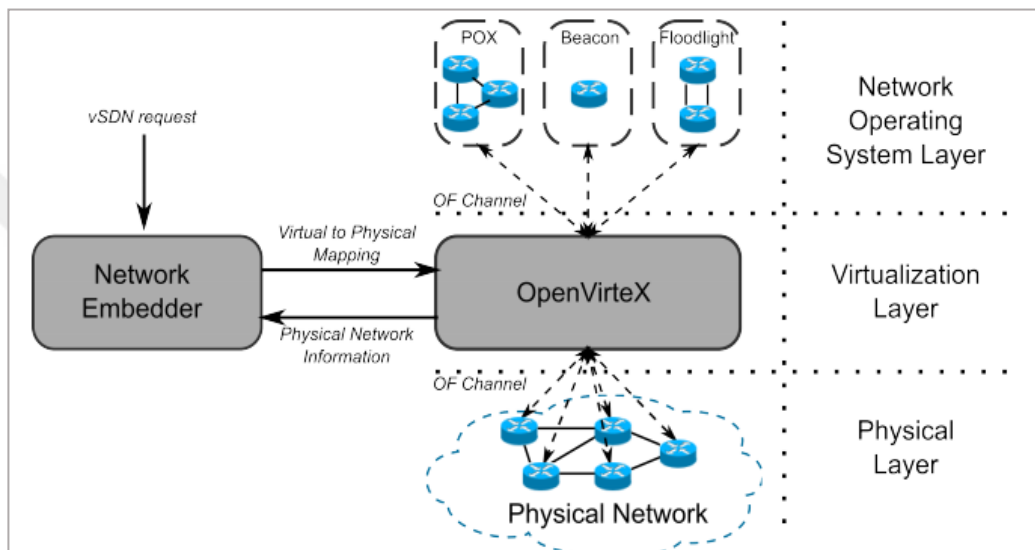 POX
Beacon
Floodlight
Network
Operating
System Layer
vSDN request
OF Channel
Virtual to Physical
Mapping
Network
Embedder
OpenVirteX
Virtualization
Layer
Physical Network
Information
OF Channel
Physical
Layer
Physical Network